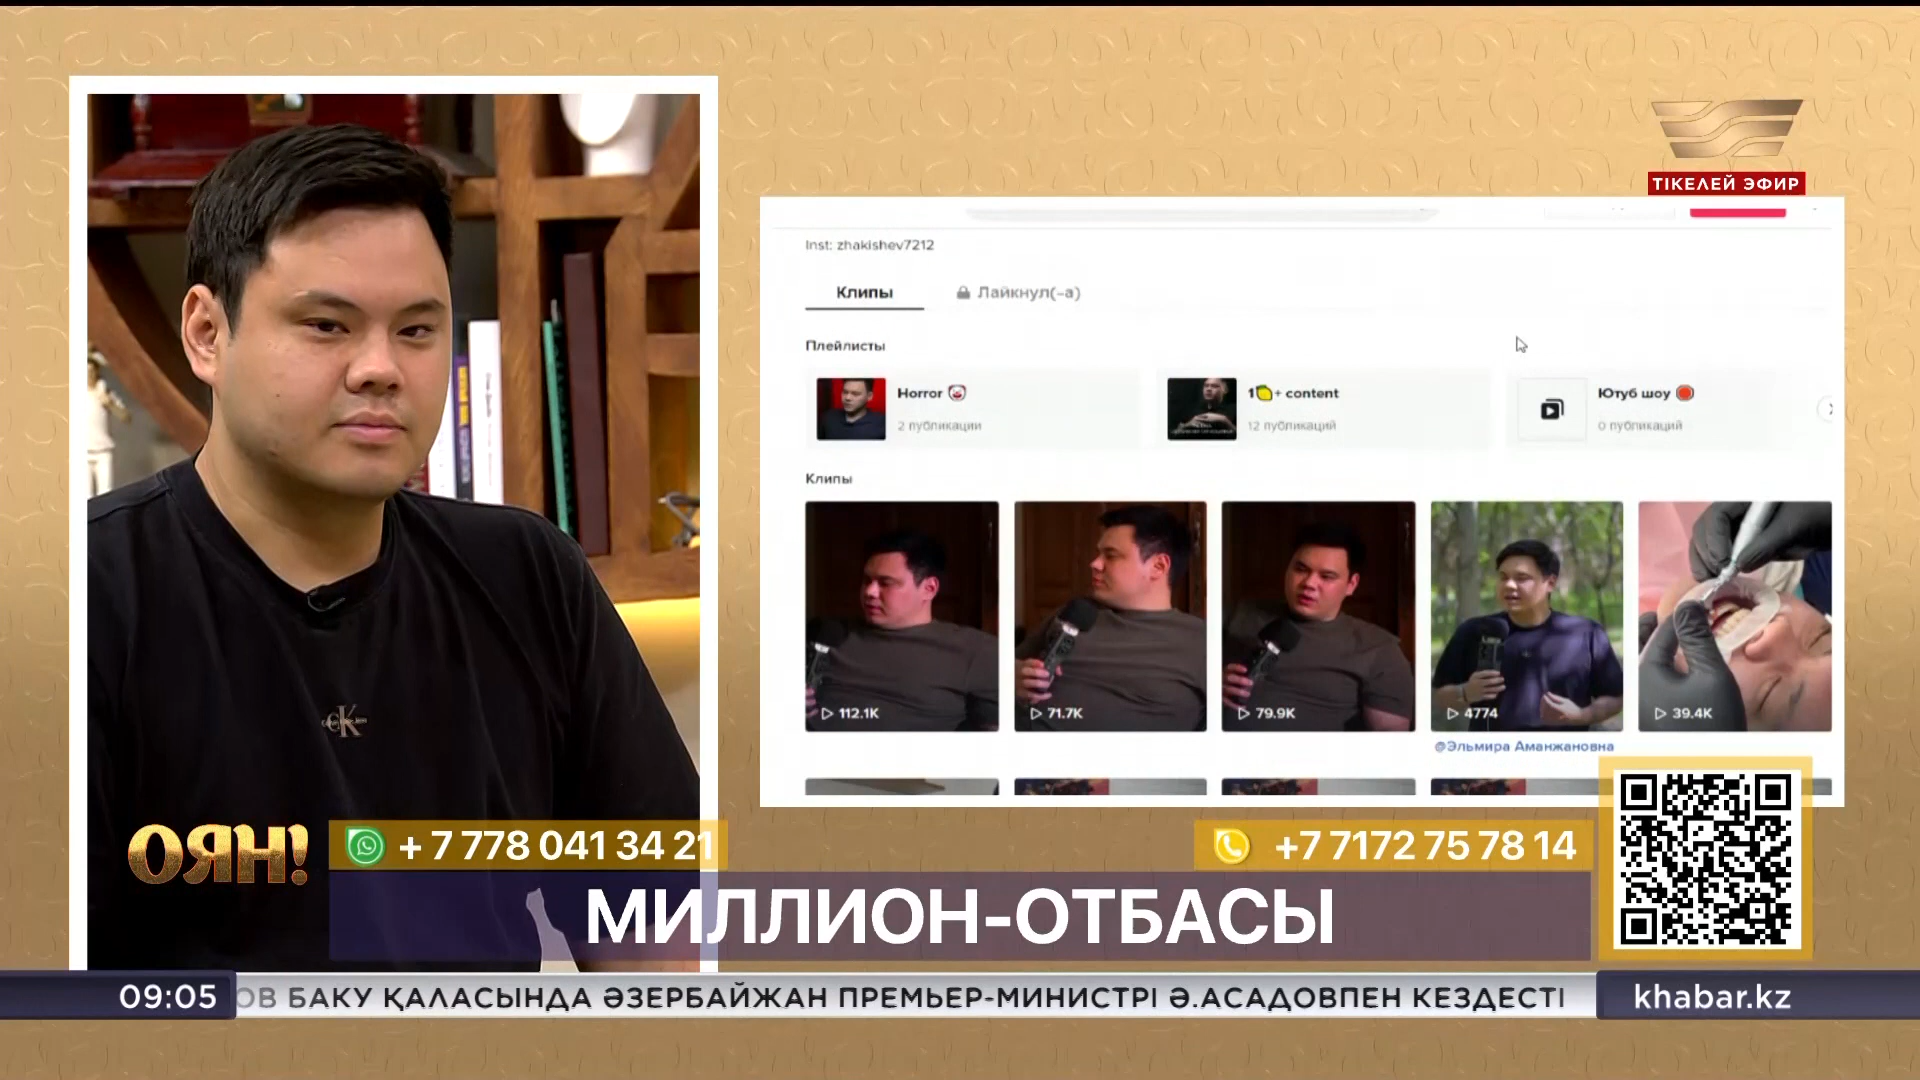 ТІКЕЛЕЙ ЭФИР
Inst: zhakishev7212
Клипы
Лайкнул(-а)
Плейлисты
Horror
2 публикации
1🍋+ content
12 публикаций
Ютуб шоу
0 публикаций
Клипы
112.1K
71.7K
79.9K
4774
39.4K
@Эльмира Аманжановна
CK
ОЯН!
+ 7 778 041 34 21
+7 7172 75 78 14
МИЛЛИОН-ОТБАСЫ
09:05
ОВ БАКУ ҚАЛАСЫНДА ӘЗЕРБАЙЖАН ПРЕМЬЕР-МИНИСТРІ Ә.АСАДОВПЕН КЕЗДЕСТІ
khabar.kz